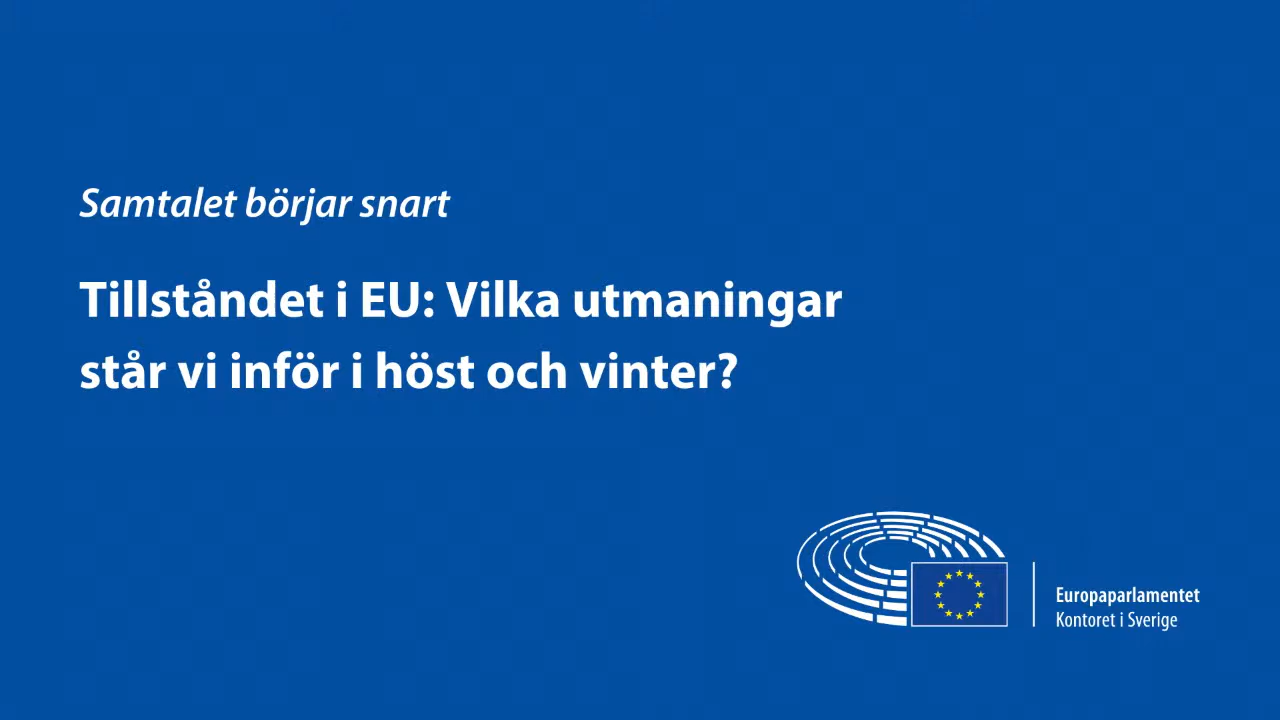 Samtalet börjar snart
Tillståndet i EU: Vilka utmaningar
står vi inför i höst och vinter?
Europaparlamentet
Kontoret i Sverige